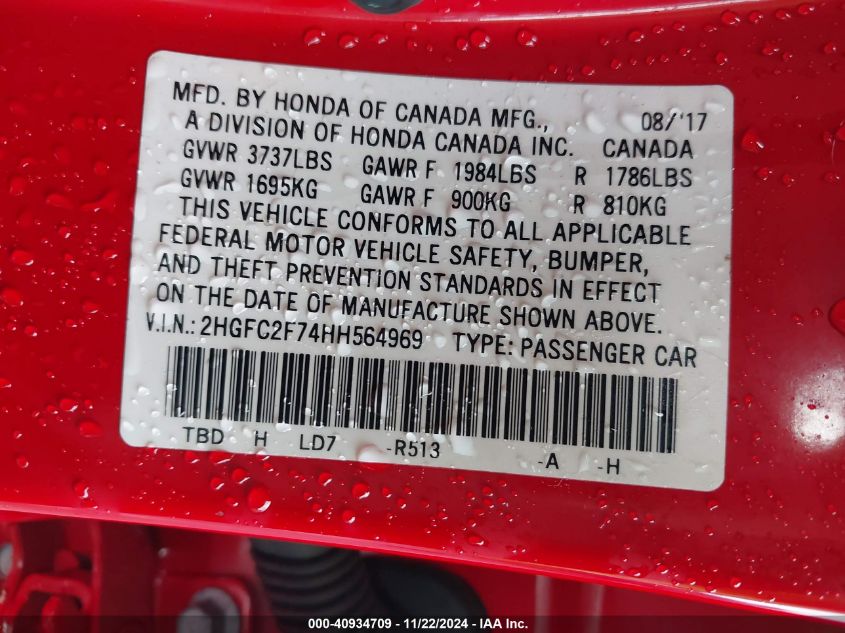 MFD. BY HONDA OF CANADA MFG., 08/'17
A DIVISION OF HONDA CANADA INC. CANADA
GVWR 3737LBS GAWR F 1984LBS R 1786LBS
GVWR 1695KG GAWR F 900KG R 810KG
THIS VEHICLE CONFORMS TO ALL APPLICABLE
FEDERAL MOTOR VEHICLE SAFETY, BUMPER,
AND THEFT PREVENTION STANDARDS IN EFFECT
ON THE DATE OF MANUFACTURE SHOWN ABOVE.
V.I.N.: 2HGFC2F74HH564969 TYPE: PASSENGER CAR
TBD H LD7 -R513 -A -H
000-40934709 - 11/22/2024 - IAA Inc.